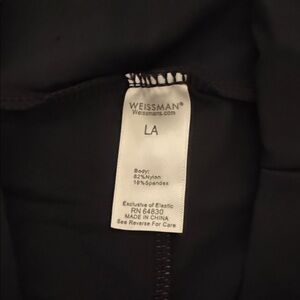 WEISSMAN®
Weissmans.com
LA
Body:
82%Nylon
18%Spandex
Exclusive of Elastic
RN 64830
MADE IN CHINA
See Reverse For Care